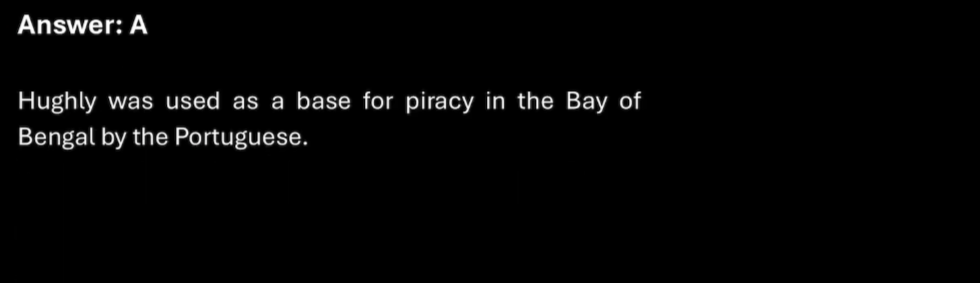 Answer: A
Hughly was used as a base for piracy in the Bay of
Bengal by the Portuguese.